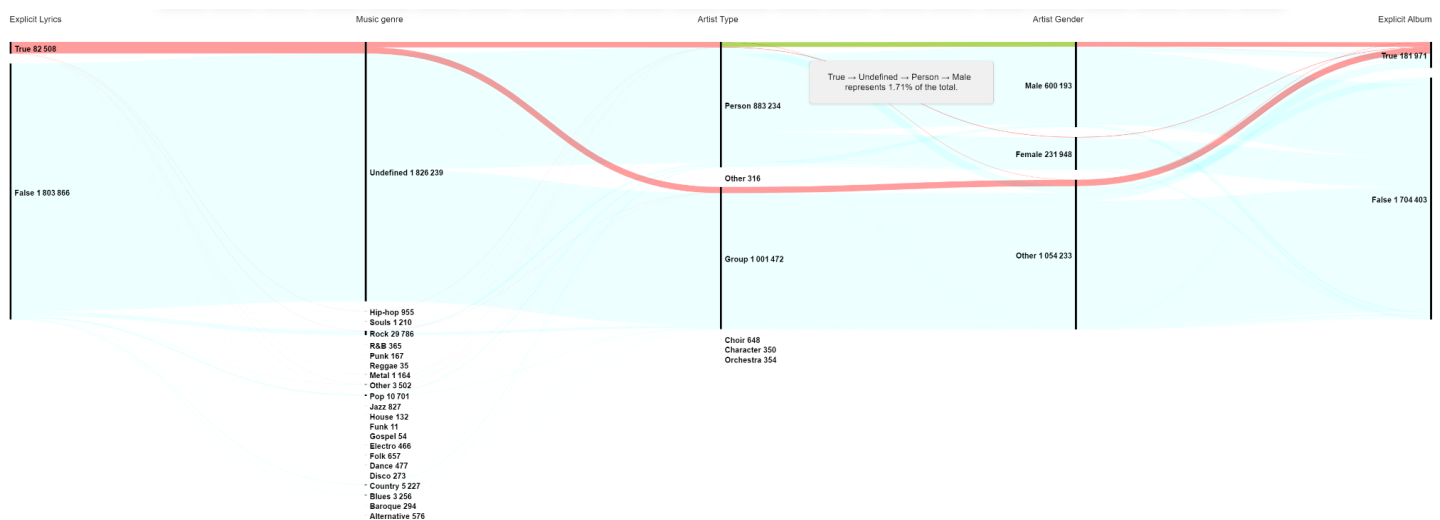 Explicit Lyrics
Music genre
Artist Type
Artist Gender
Explicit Album
True 82 508
False 1 803 866
Undefined 1 826 239
Hip-hop 955
Souls 1 210
Rock 29 786
R&B 365
Punk 167
Reggae 35
Metal 1 164
Other 3 502
Pop 10 701
Jazz 827
House 132
Funk 11
Gospel 54
Electro 466
Folk 657
Dance 477
Disco 273
Country 5 227
Blues 3 256
Baroque 294
Alternative 576
Person 883 234
Other 316
Group 1 001 472
Choir 648
Character 350
Orchestra 354
True → Undefined → Person → Male
represents 1.71% of the total.
Male 600 193
Female 231 948
Other 1 054 233
True 181 971
False 1 704 403